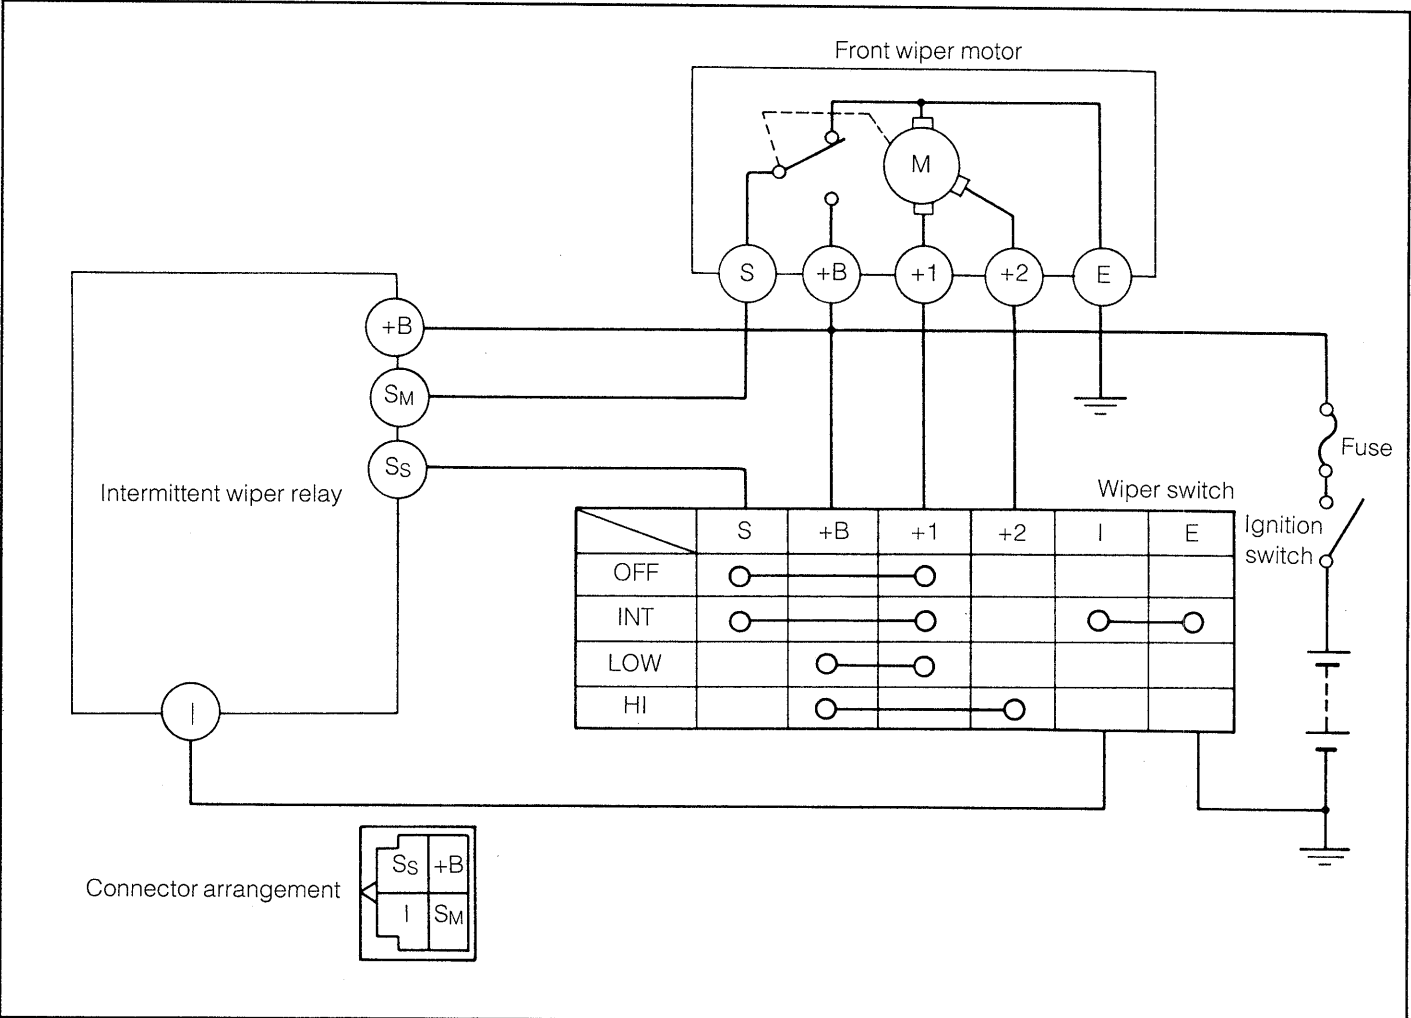 Front wiper motor
M
S +B +1 +2 E
+B
SM
SS
Intermittent wiper relay
I
Fuse
Ignition
switch
Wiper switch
S +B +1 +2 I E
OFF
INT
LOW
HI
Connector arrangement
SS +B
I SM